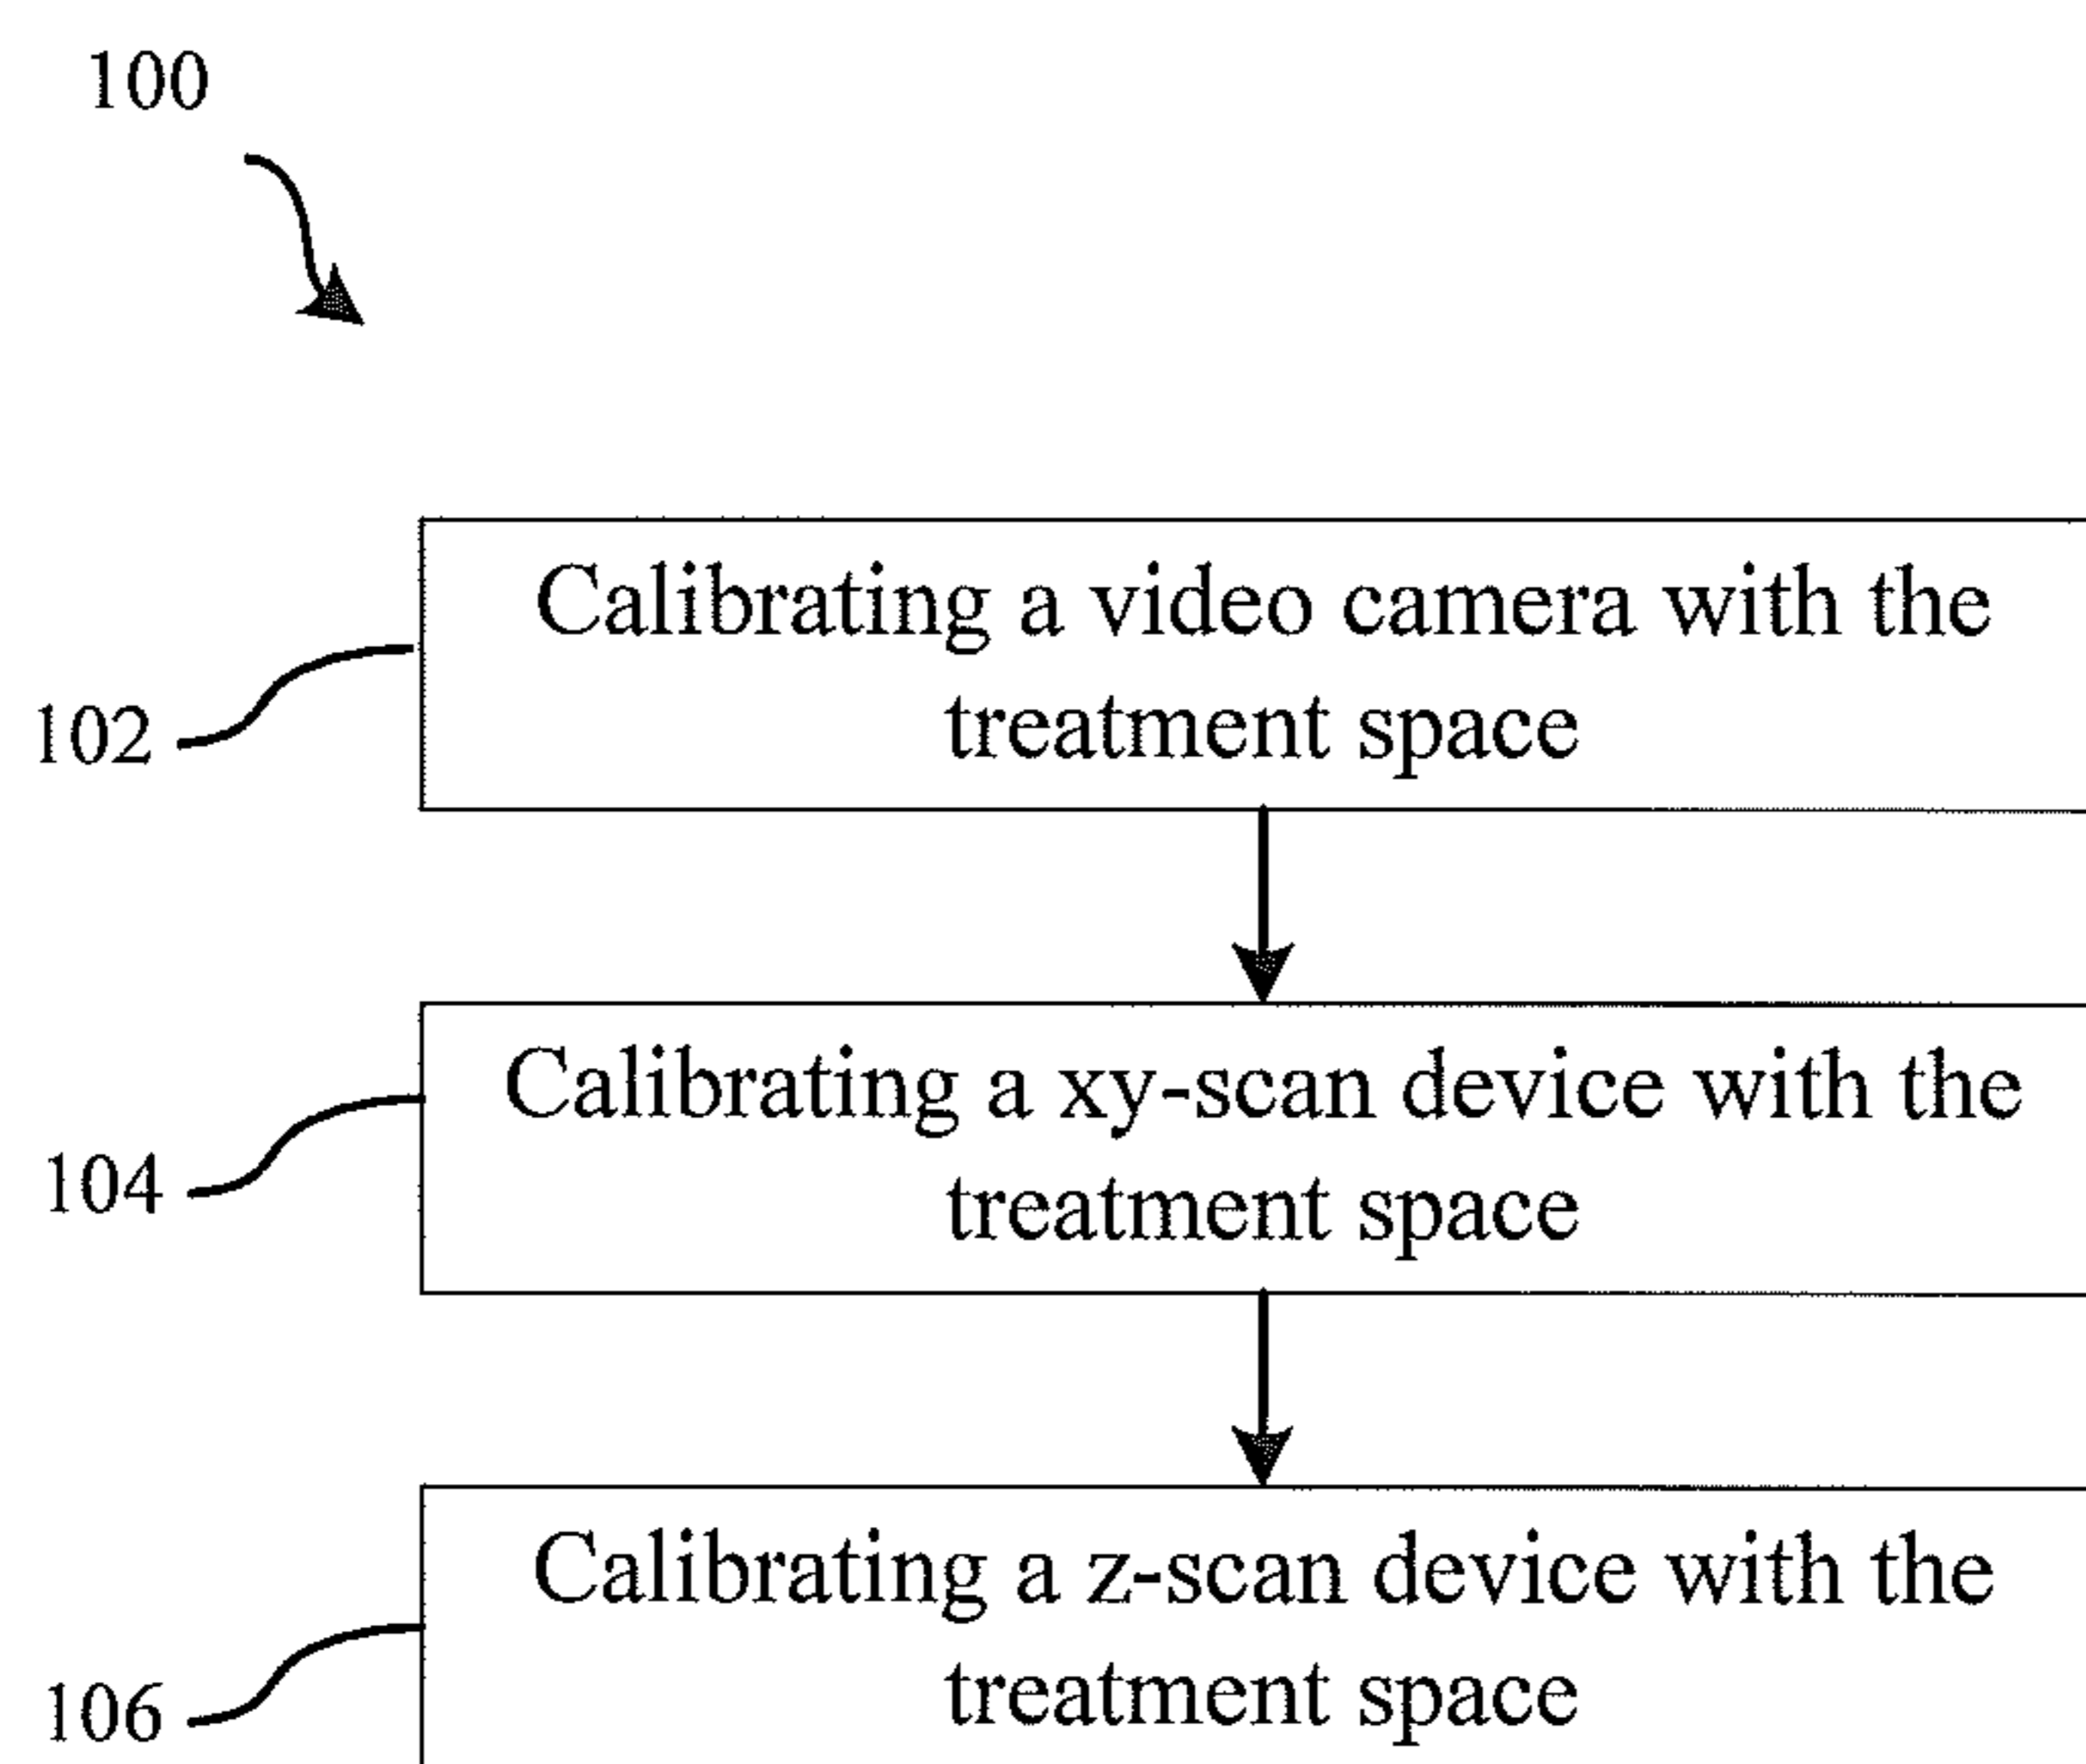 100
Calibrating a video camera with the
treatment space
102
Calibrating a xy-scan device with the
treatment space
104
Calibrating a z-scan device with the
treatment space
106